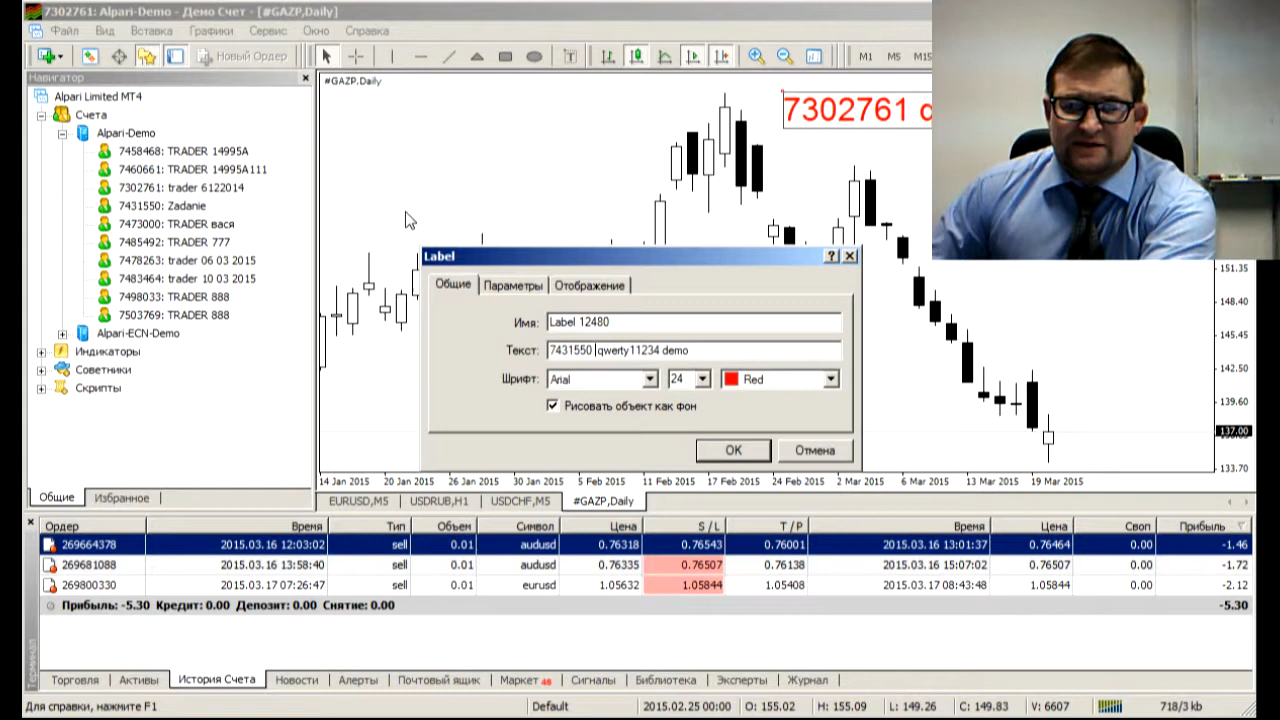 7302761: Alpari-Demo - Демо Счет - [#GAZP,Daily]
Файл Вид Вставка Графики Сервис Окно Справка
Новый Ордер M1 M5 M15
Навигатор
Alpari Limited MT4
Счета
Alpari-Demo
7458468: TRADER 14995A
7460661: TRADER 14995A111
7302761: trader 6122014
7431550: Zadanie
7473000: TRADER вася
7485492: TRADER 777
7478263: trader 06 03 2015
7483464: trader 10 03 2015
7498033: TRADER 888
7503769: TRADER 888
Alpari-ECN-Demo
Индикаторы
Советники
Скрипты
Общие Избранное
#GAZP,Daily
7302761
Label
Общие Параметры Отображение
Имя: Label 12480
Текст: 7431550 qwerty11234 demo
Шрифт: Arial 24 Red
Рисовать объект как фон
OK Отмена
151.35
148.40
145.45
142.50
139.60
137.00
133.70
14 Jan 2015 20 Jan 2015 26 Jan 2015 30 Jan 2015 5 Feb 2015 11 Feb 2015 17 Feb 2015 24 Feb 2015 2 Mar 2015 6 Mar 2015 13 Mar 2015 19 Mar 2015
EURUSD,M5 USDRUB,H1 USDCHF,M5 #GAZP,Daily
Ордер Время Тип Объем Символ Цена S / L T / P Время Цена Своп Прибыль
269664378 2015.03.16 12:03:02 sell 0.01 audusd 0.76318 0.76543 0.76001 2015.03.16 13:01:37 0.76464 0.00 -1.46
269681088 2015.03.16 13:58:40 sell 0.01 audusd 0.76335 0.76507 0.76138 2015.03.16 15:07:02 0.76507 0.00 -1.72
269800330 2015.03.17 07:26:47 sell 0.01 eurusd 1.05632 1.05844 1.05408 2015.03.17 08:43:48 1.05844 0.00 -2.12
Прибыль: -5.30 Кредит: 0.00 Депозит: 0.00 Снятие: 0.00 -5.30
Терминал
Торговля Активы История Счета Новости Алерты Почтовый ящик Маркет 48 Сигналы Библиотека Эксперты Журнал
Для справки, нажмите F1 Default 2015.02.25 00:00 O: 155.02 H: 155.09 L: 149.26 C: 149.83 V: 6607 718/3 kb